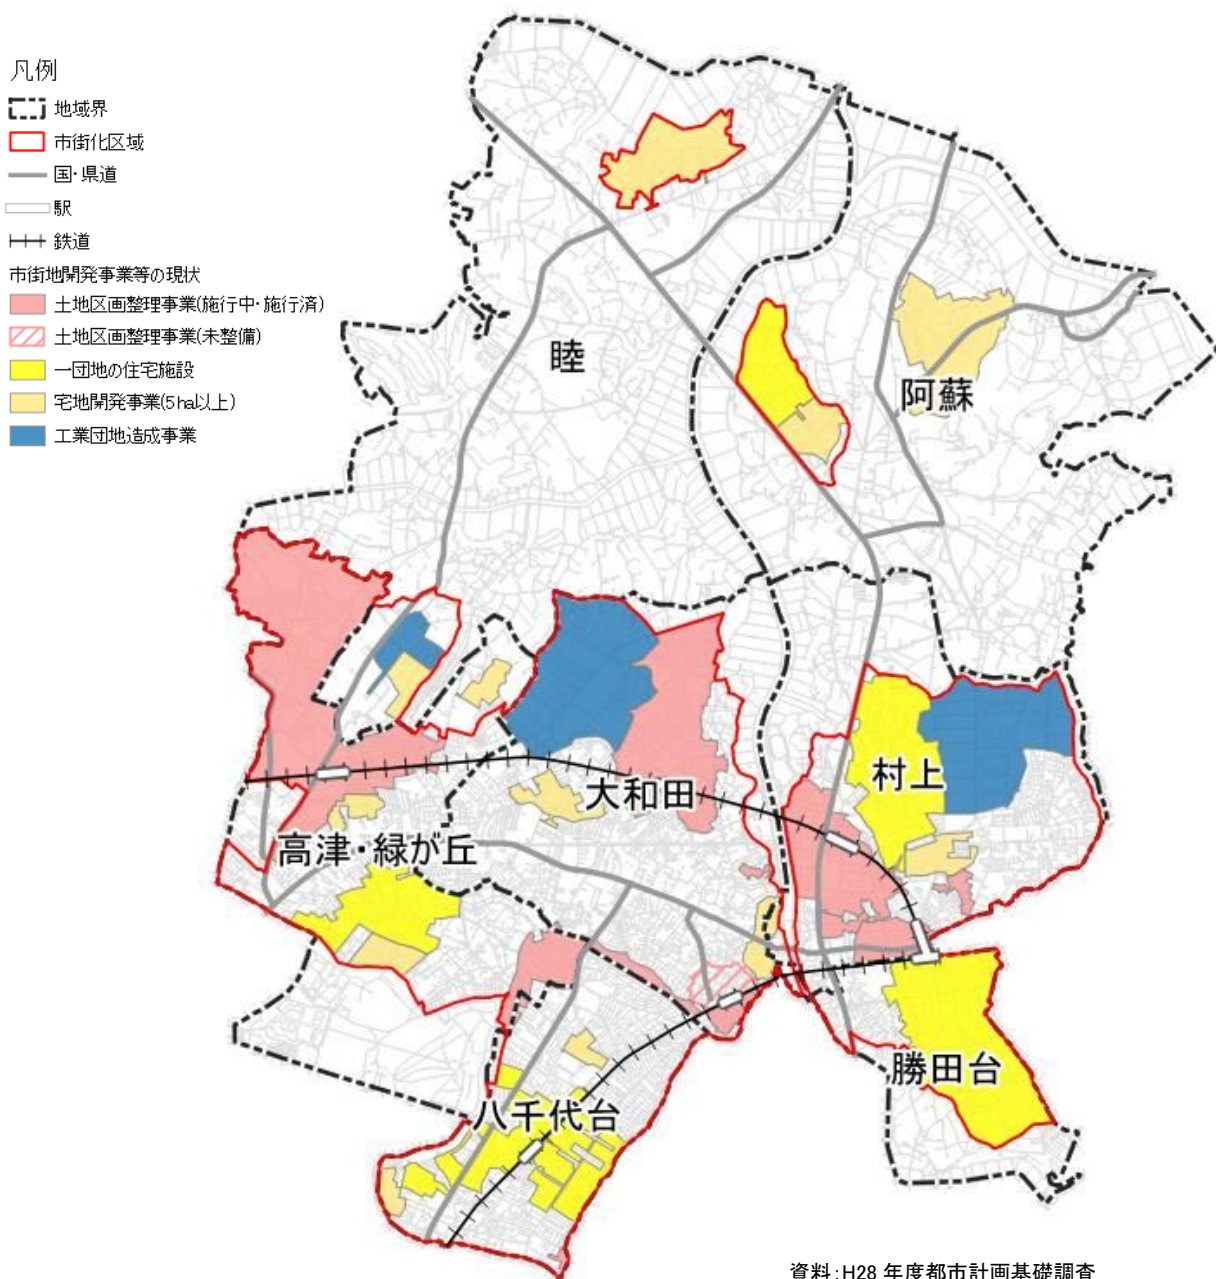 凡例
地域界
市街化区域
国・県道
駅
鉄道
市街地開発事業等の現状
土地区画整理事業(施行中・施行済)
土地区画整理事業(未整備)
一団地の住宅施設
宅地開発事業(5ha以上)
工業団地造成事業
睦
阿蘇
村上
大和田
高津・緑が丘
勝田台
八千代台
資料:H28 年度都市計画基礎調査